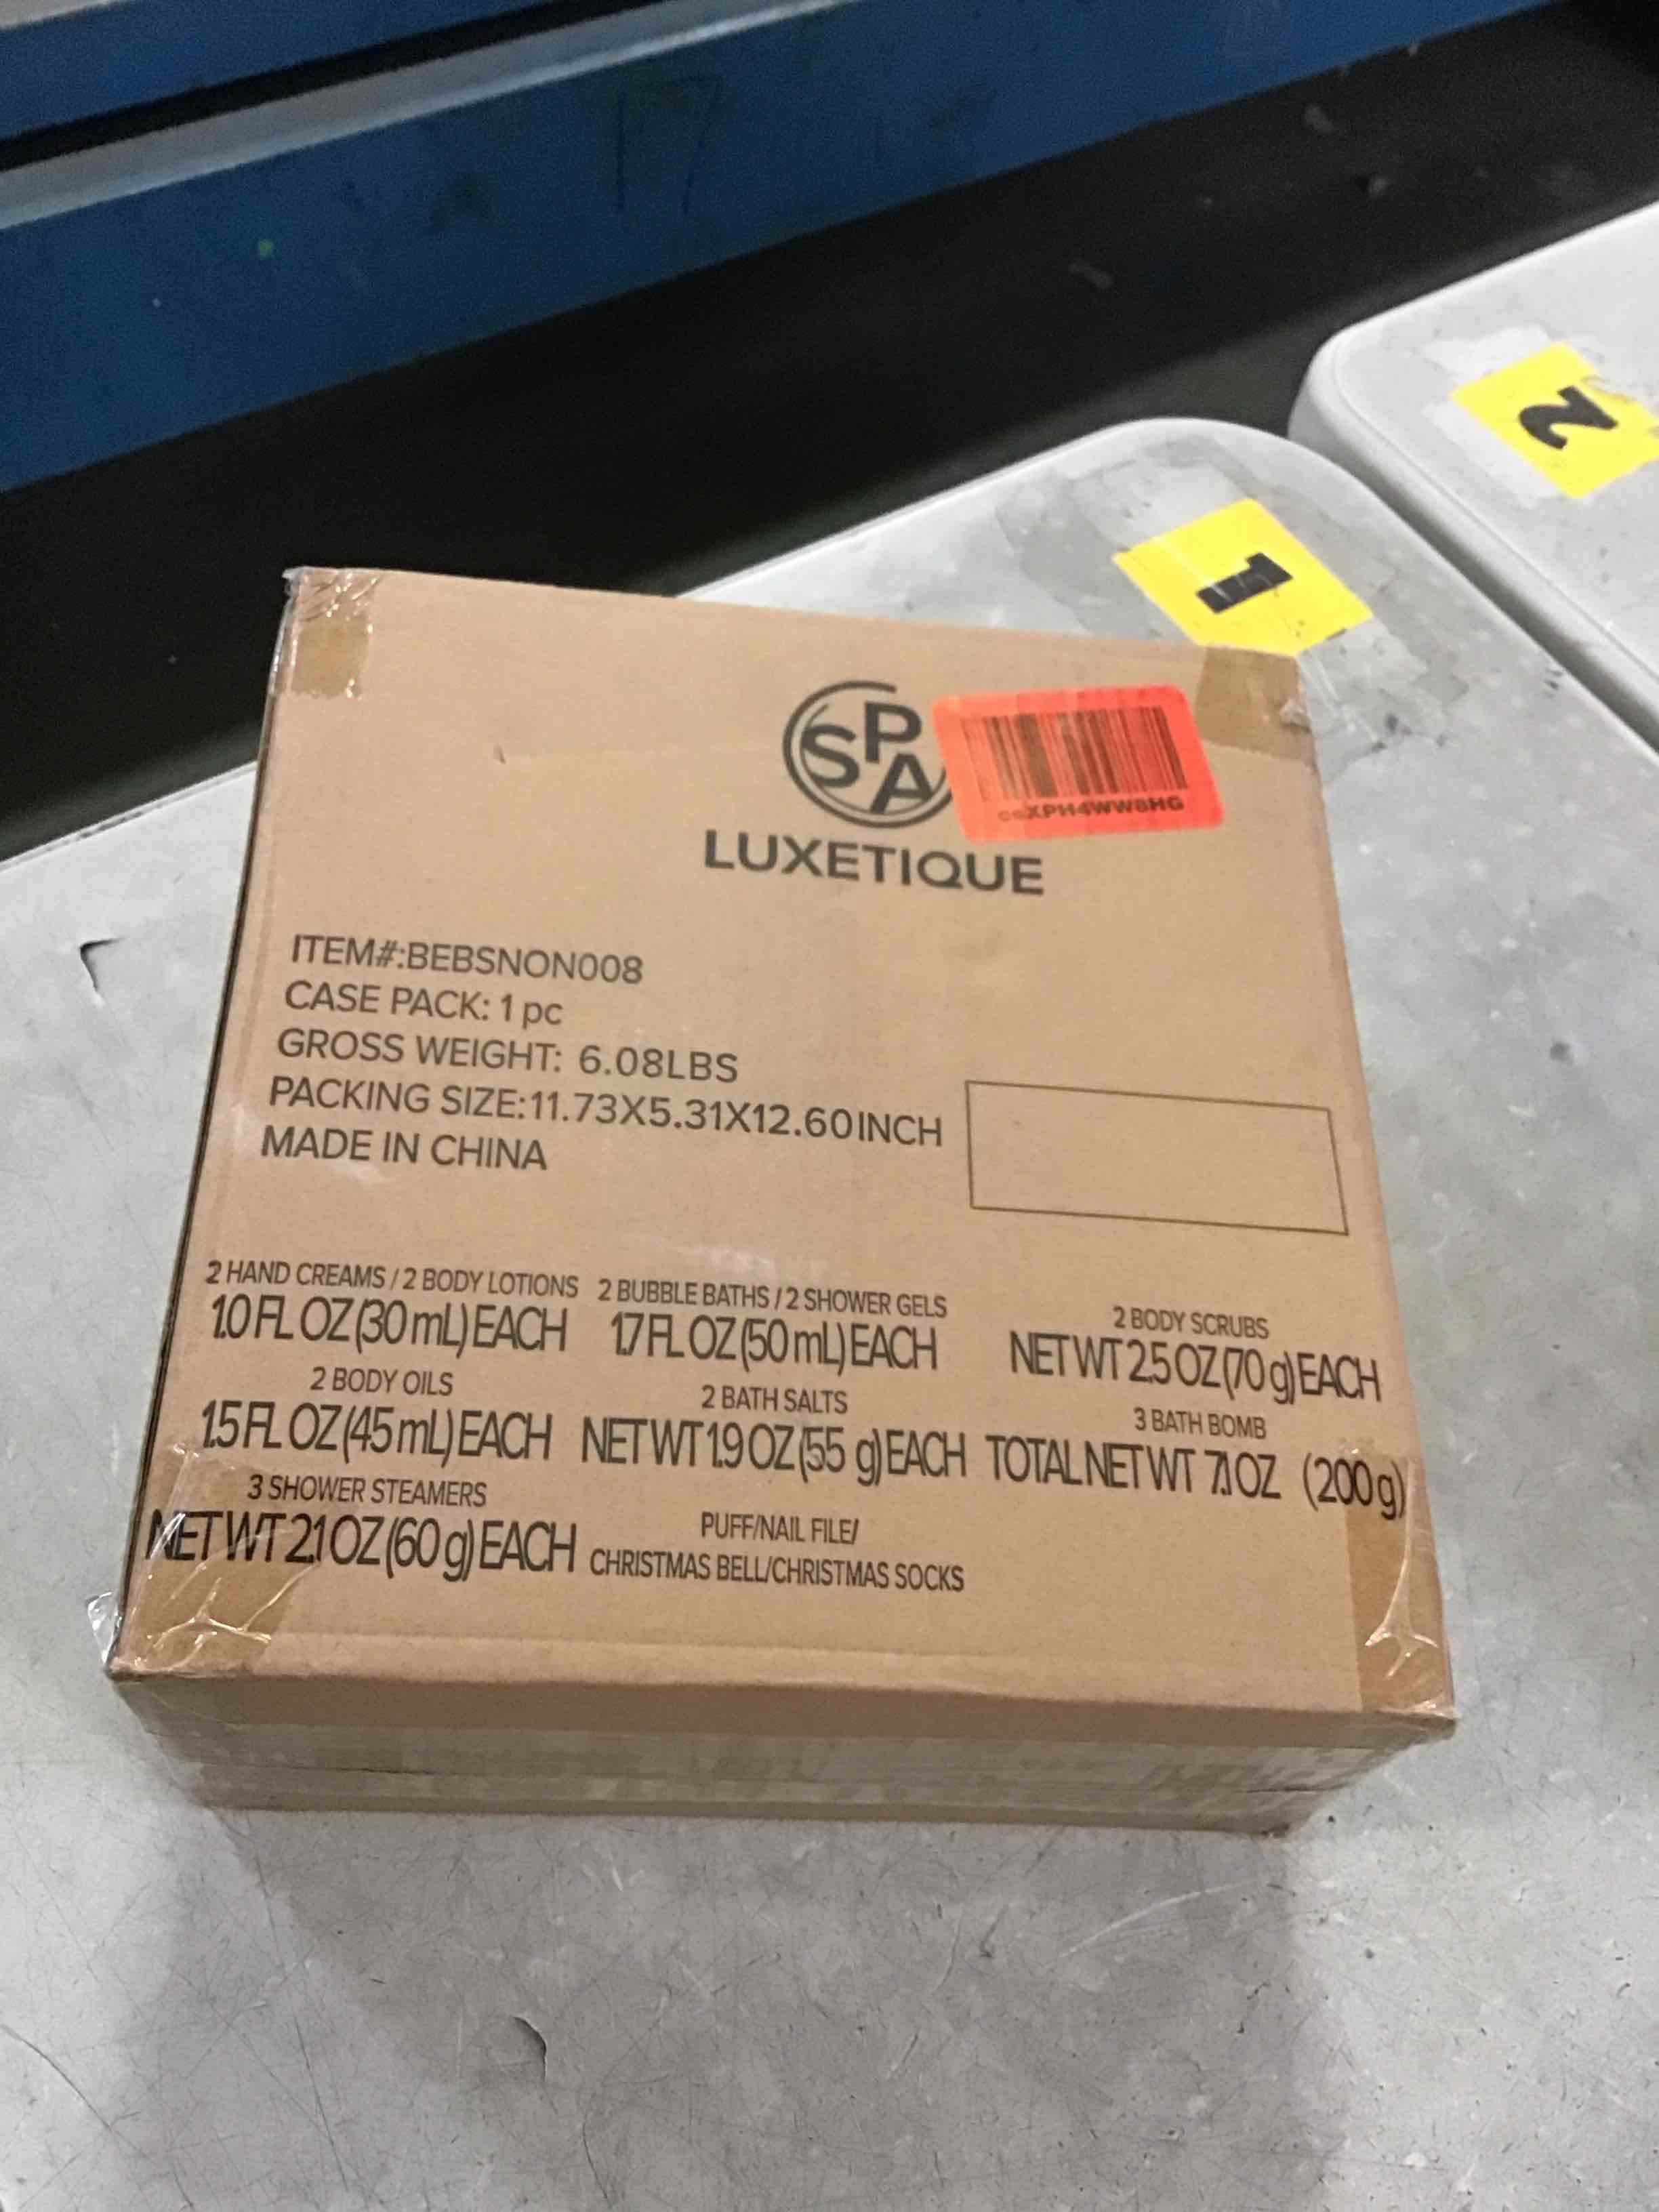 2
1
SPA
csXPH4WW8HG
LUXETIQUE
ITEM#:BEBSNON008
CASE PACK: 1 pc
GROSS WEIGHT: 6.08LBS
PACKING SIZE:11.73X5.31X12.60INCH
MADE IN CHINA
2 HAND CREAMS / 2 BODY LOTIONS 2 BUBBLE BATHS / 2 SHOWER GELS 2 BODY SCRUBS
1.0 FL OZ (30 mL) EACH 1.7 FL OZ (50 mL) EACH NET WT 2.5 OZ (70 g) EACH
2 BODY OILS 2 BATH SALTS 3 BATH BOMB
1.5 FL OZ (45 mL) EACH NET WT 1.9 OZ (55 g) EACH TOTAL NET WT 7.1 OZ (200 g)
3 SHOWER STEAMERS PUFF/NAIL FILE/
NET WT 2.1 OZ (60 g) EACH CHRISTMAS BELL/CHRISTMAS SOCKS